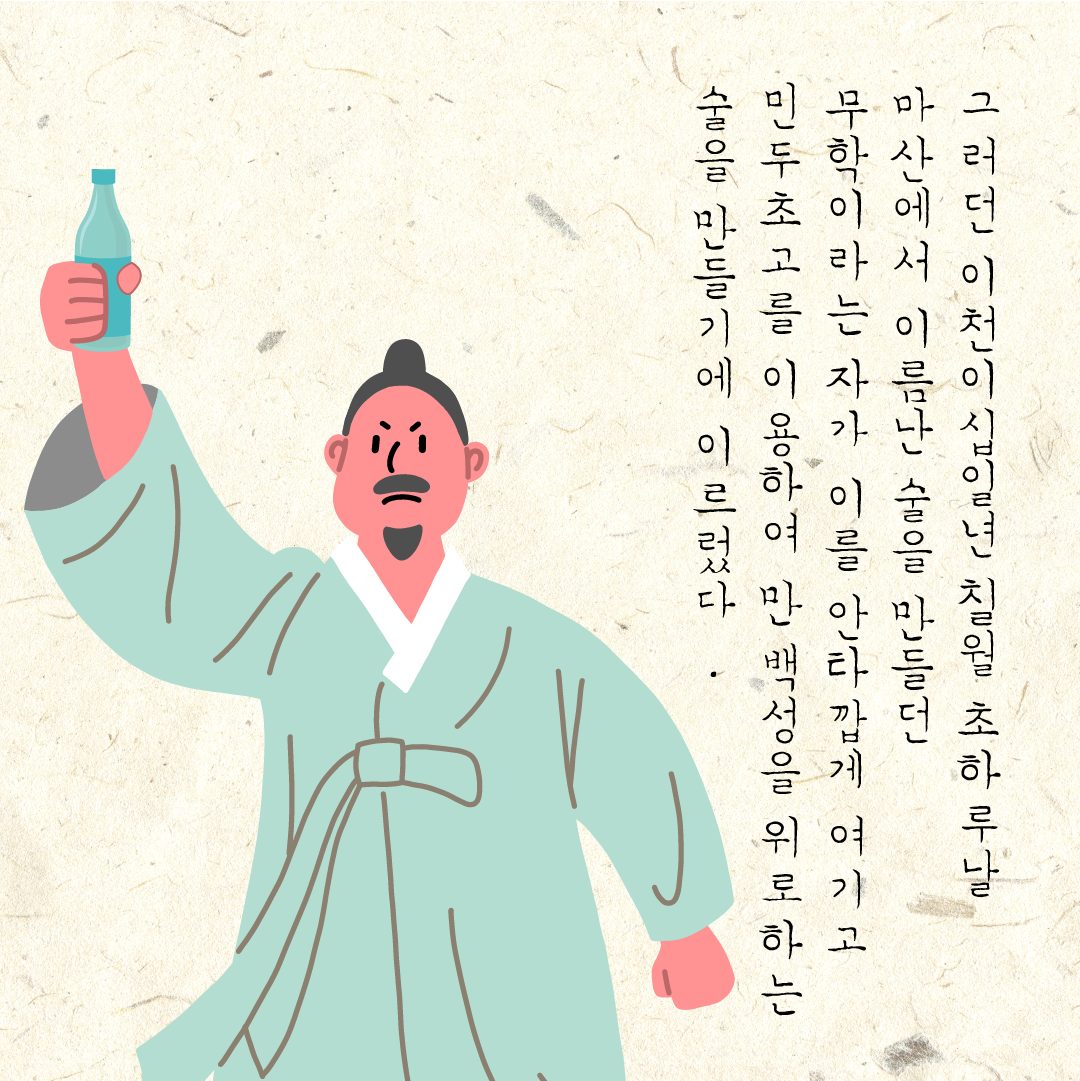 그러던 이천이십일년 칠월 초하루날
마산에서 이름난 술을 만들던
무학이라는 자가 이를 안타깝게 여기고
민두초고를 이용하여 만 백성을 위로하는
술을 만들기에 이르렀다.